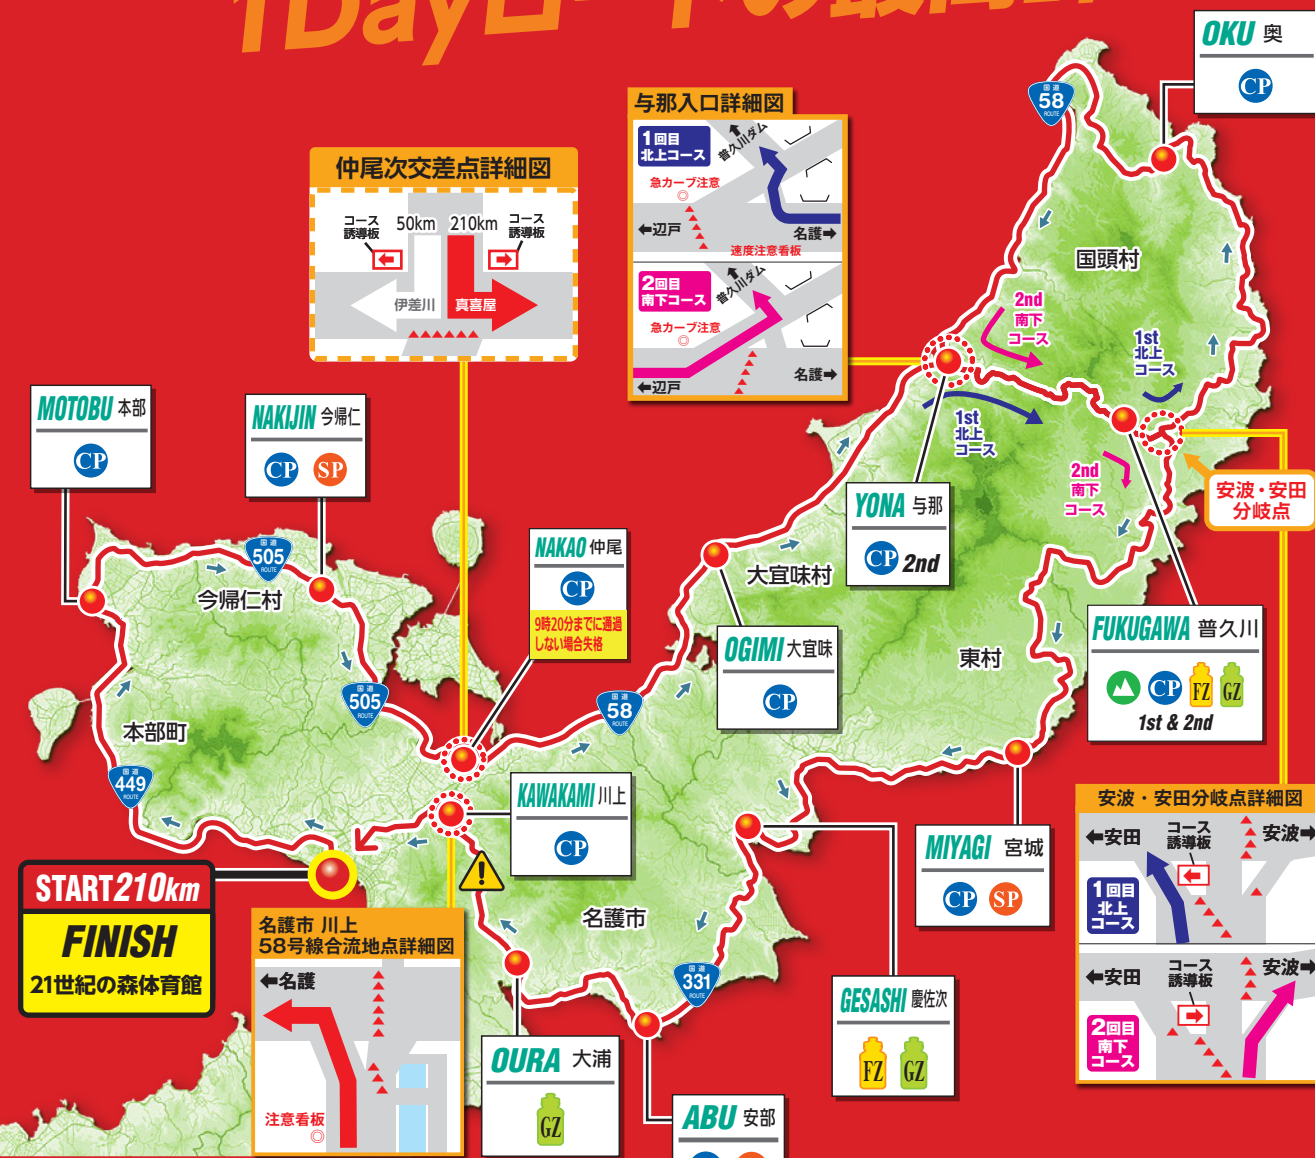 1Dayロードの最高
OKU 奥
CP
国道
58
ROUTE
与那入口詳細図
1回目
北上コース
普久川ダム
急カーブ注意
◎
←辺戸
名護→
速度注意看板
2回目
南下コース
普久川ダム
急カーブ注意
◎
←辺戸
名護→
仲尾次交差点詳細図
コース
誘導板
50km
210km
コース
誘導板
伊差川
真喜屋
国頭村
2nd
南下
コース
1st
北上
コース
1st
北上
コース
2nd
南下
コース
安波・安田
分岐点
MOTOBU 本部
CP
NAKIJIN 今帰仁
CP SP
国道
505
ROUTE
今帰仁村
NAKAO 仲尾
CP
9時20分までに通過
しない場合失格
YONA 与那
CP 2nd
大宜味村
OGIMI 大宜味
CP
FUKUGAWA 普久川
CP FZ GZ
1st & 2nd
東村
国道
505
ROUTE
国道
58
ROUTE
本部町
国道
449
ROUTE
KAWAKAMI 川上
CP
MIYAGI 宮城
CP SP
安波・安田分岐点詳細図
←安田
コース
誘導板
安波→
1回目
北上
コース
←安田
コース
誘導板
安波→
2回目
南下
コース
START 210km
FINISH
21世紀の森体育館
名護市 川上
58号線合流地点詳細図
←名護
注意看板
◎
名護市
国道
331
ROUTE
GESASHI 慶佐次
FZ GZ
OURA 大浦
GZ
ABU 安部